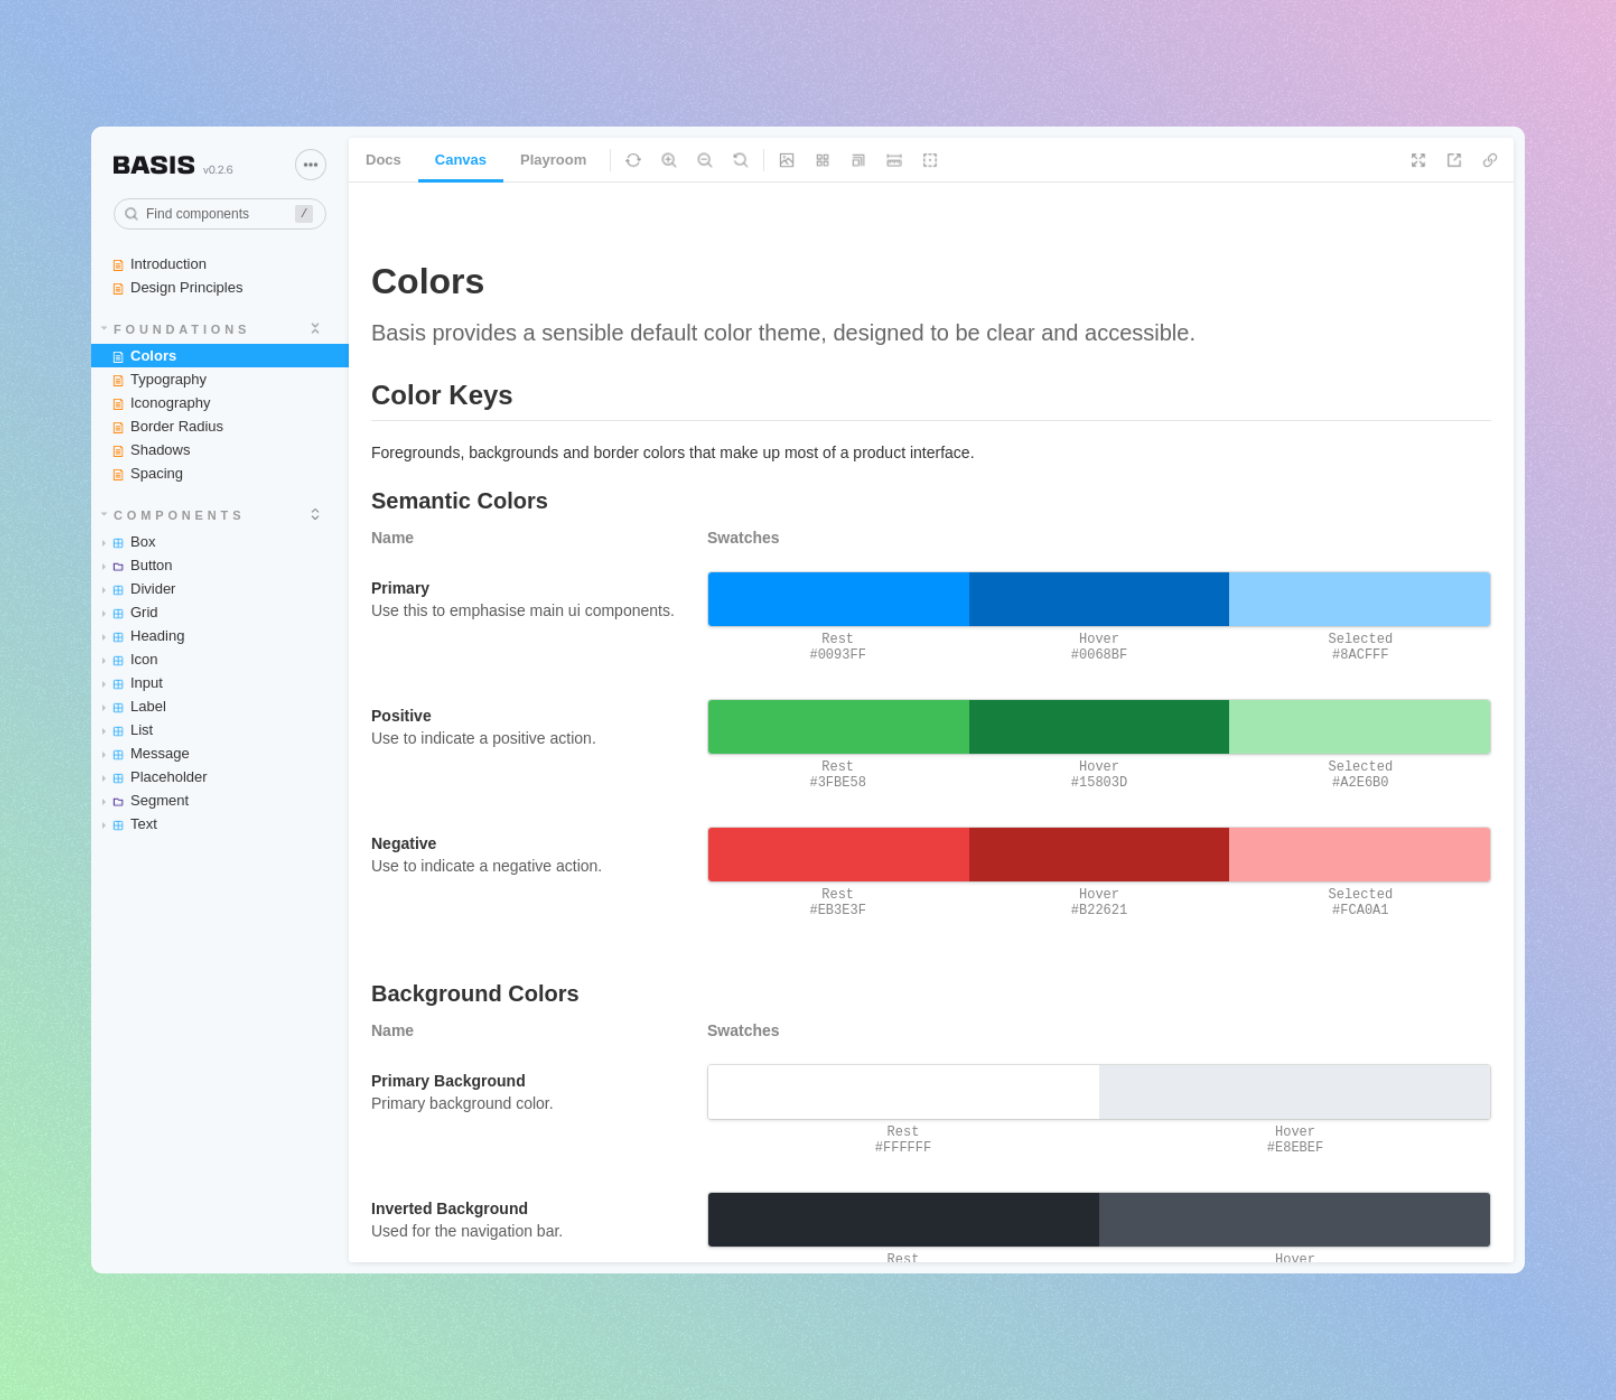 BASIS v0.2.6
Find components /
Introduction
Design Principles
FOUNDATIONS
Colors
Typography
Iconography
Border Radius
Shadows
Spacing
COMPONENTS
Box
Button
Divider
Grid
Heading
Icon
Input
Label
List
Message
Placeholder
Segment
Text
Docs Canvas Playroom
Colors
Basis provides a sensible default color theme, designed to be clear and accessible.
Color Keys
Foregrounds, backgrounds and border colors that make up most of a product interface.
Semantic Colors
Name Swatches
Primary
Use this to emphasise main ui components.
Rest Hover Selected
#0093FF #0068BF #8ACFFF
Positive
Use to indicate a positive action.
Rest Hover Selected
#3FBE58 #15803D #A2E6B0
Negative
Use to indicate a negative action.
Rest Hover Selected
#EB3E3F #B22621 #FCA0A1
Background Colors
Name Swatches
Primary Background
Primary background color.
Rest Hover
#FFFFFF #E8EBEF
Inverted Background
Used for the navigation bar.
Rest Hover